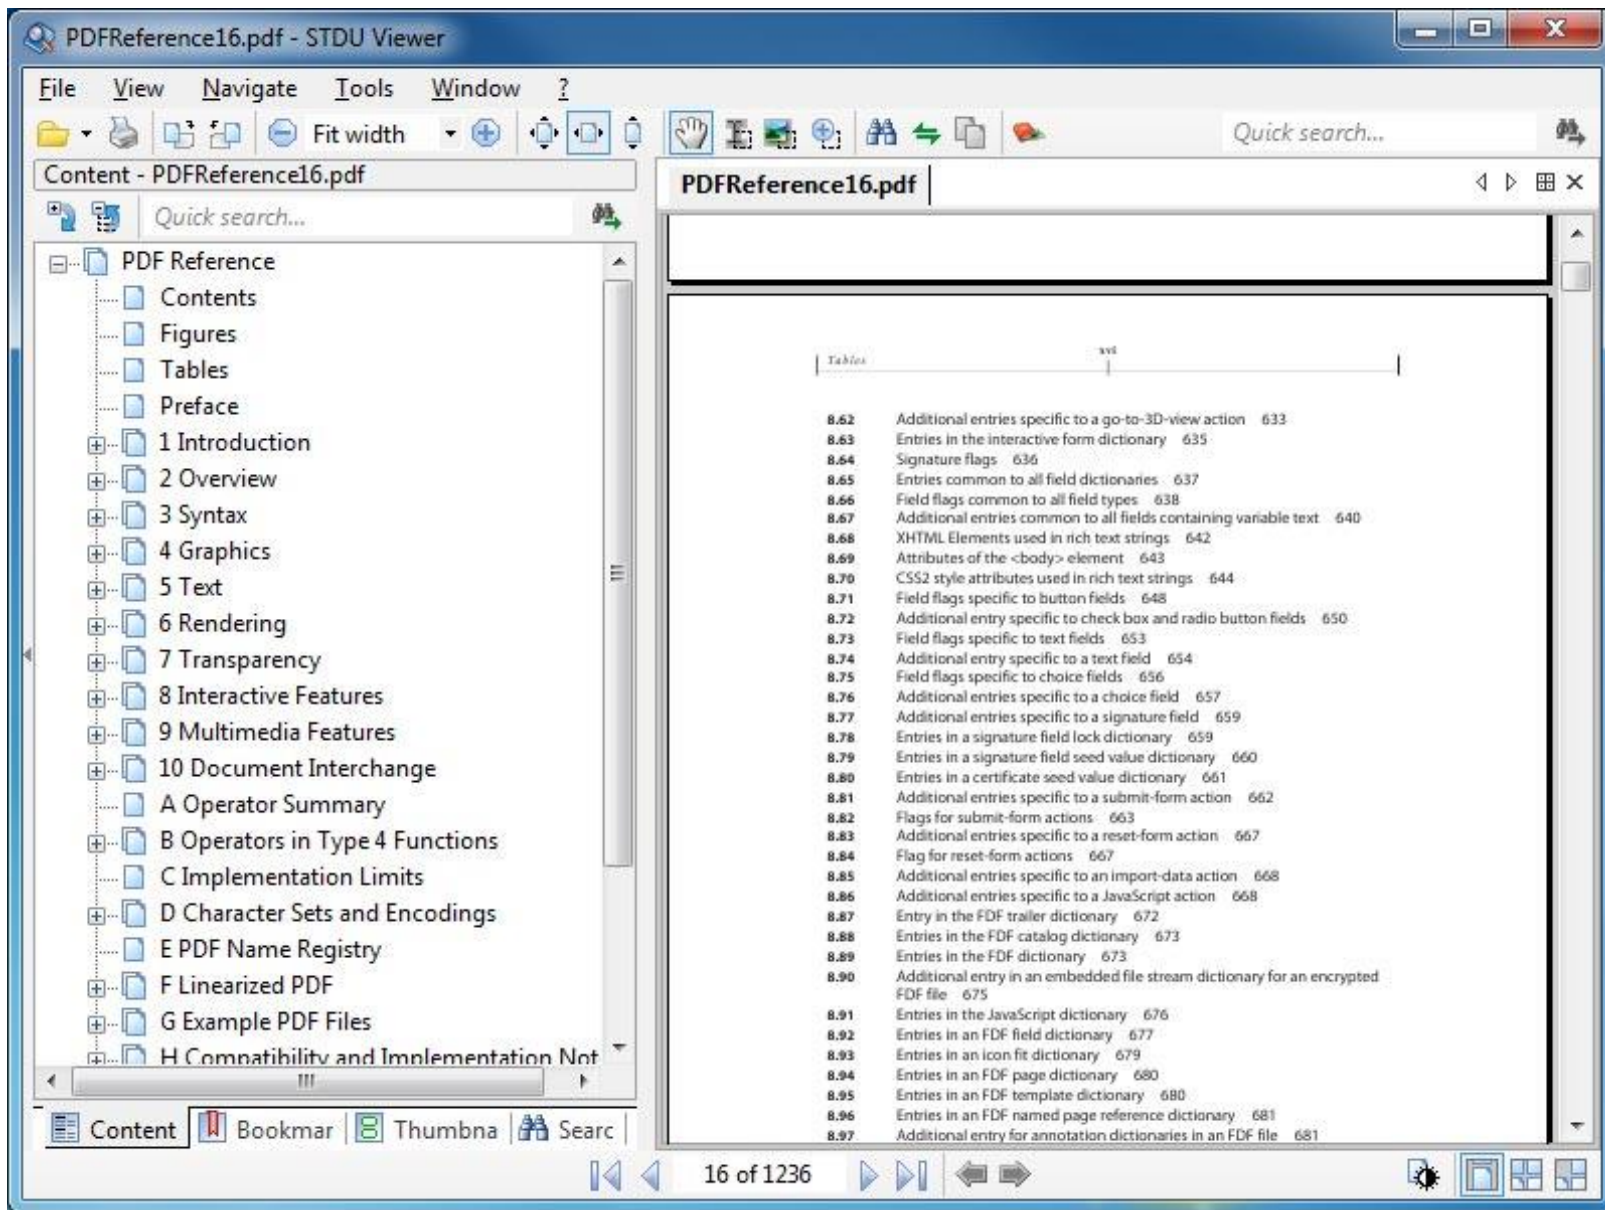 PDFReference16.pdf - STDU Viewer
File View Navigate Tools Window ?
Fit width Quick search...
Content - PDFReference16.pdf
Quick search...
PDF Reference
Contents
Figures
Tables
Preface
1 Introduction
2 Overview
3 Syntax
4 Graphics
5 Text
6 Rendering
7 Transparency
8 Interactive Features
9 Multimedia Features
10 Document Interchange
A Operator Summary
B Operators in Type 4 Functions
C Implementation Limits
D Character Sets and Encodings
E PDF Name Registry
F Linearized PDF
G Example PDF Files
H Compatibility and Implementation Not
Content Bookmar Thumbna Searc
PDFReference16.pdf
Tables xvi
8.62 Additional entries specific to a go-to-3D-view action 633
8.63 Entries in the interactive form dictionary 635
8.64 Signature flags 636
8.65 Entries common to all field dictionaries 637
8.66 Field flags common to all field types 638
8.67 Additional entries common to all fields containing variable text 640
8.68 XHTML Elements used in rich text strings 642
8.69 Attributes of the <body> element 643
8.70 CSS2 style attributes used in rich text strings 644
8.71 Field flags specific to button fields 648
8.72 Additional entry specific to check box and radio button fields 650
8.73 Field flags specific to text fields 653
8.74 Additional entry specific to a text field 654
8.75 Field flags specific to choice fields 656
8.76 Additional entries specific to a choice field 657
8.77 Additional entries specific to a signature field 659
8.78 Entries in a signature field lock dictionary 659
8.79 Entries in a signature field seed value dictionary 660
8.80 Entries in a certificate seed value dictionary 661
8.81 Additional entries specific to a submit-form action 662
8.82 Flags for submit-form actions 663
8.83 Additional entries specific to a reset-form action 667
8.84 Flag for reset-form actions 667
8.85 Additional entries specific to an import-data action 668
8.86 Additional entries specific to a JavaScript action 668
8.87 Entry in the FDF trailer dictionary 672
8.88 Entries in the FDF catalog dictionary 673
8.89 Entries in the FDF dictionary 673
8.90 Additional entry in an embedded file stream dictionary for an encrypted
FDF file 675
8.91 Entries in the JavaScript dictionary 676
8.92 Entries in an FDF field dictionary 677
8.93 Entries in an icon fit dictionary 679
8.94 Entries in an FDF page dictionary 680
8.95 Entries in an FDF template dictionary 680
8.96 Entries in an FDF named page reference dictionary 681
8.97 Additional entry for annotation dictionaries in an FDF file 681
16 of 1236